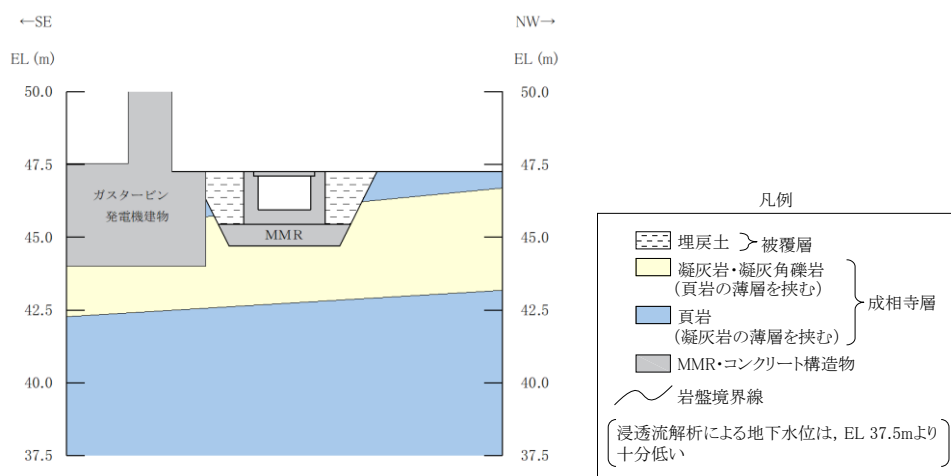 ←SE
NW→
EL (m)
EL (m)
50.0
50.0
47.5
47.5
ガスタービン
発電機建物
45.0
MMR
45.0
42.5
42.5
40.0
40.0
37.5
37.5
凡例
埋戻土
被覆層
凝灰岩・凝灰角礫岩
(頁岩の薄層を挟む)
成相寺層
頁岩
(凝灰岩の薄層を挟む)
MMR・コンクリート構造物
岩盤境界線
浸透流解析による地下水位は, EL 37.5mより
十分低い